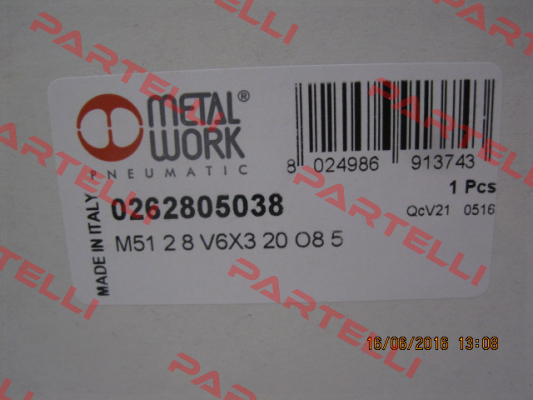 METAL®
WORK
PNEUMATIC
MADE IN ITALY
8 024986 913743
1 Pcs
0262805038
QcV21 0516
M51 2 8 V6X3 20 O8 5
16/06/2016 13:08
PARTELLI
PARTELLI
PARTELLI
PARTELLI
PARTELLI
PARTELLI